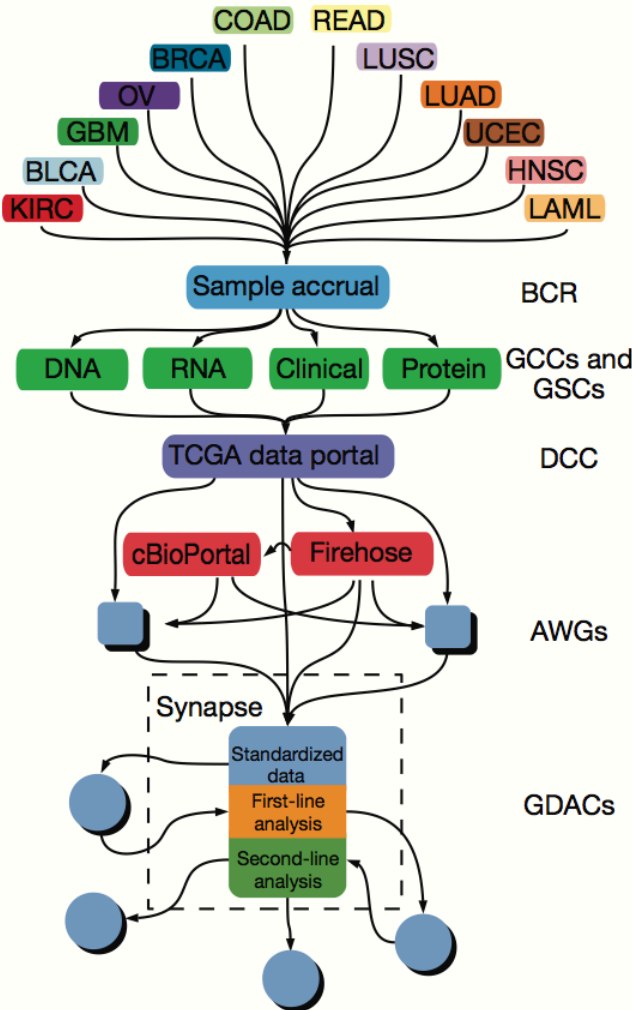 COAD READ
BRCA LUSC
OV LUAD
GBM UCEC
BLCA HNSC
KIRC LAML
Sample accrual BCR
DNA RNA Clinical Protein GCCs and
GSCs
TCGA data portal DCC
cBioPortal Firehose
AWGs
Synapse
Standardized
data
First-line
analysis
GDACs
Second-line
analysis